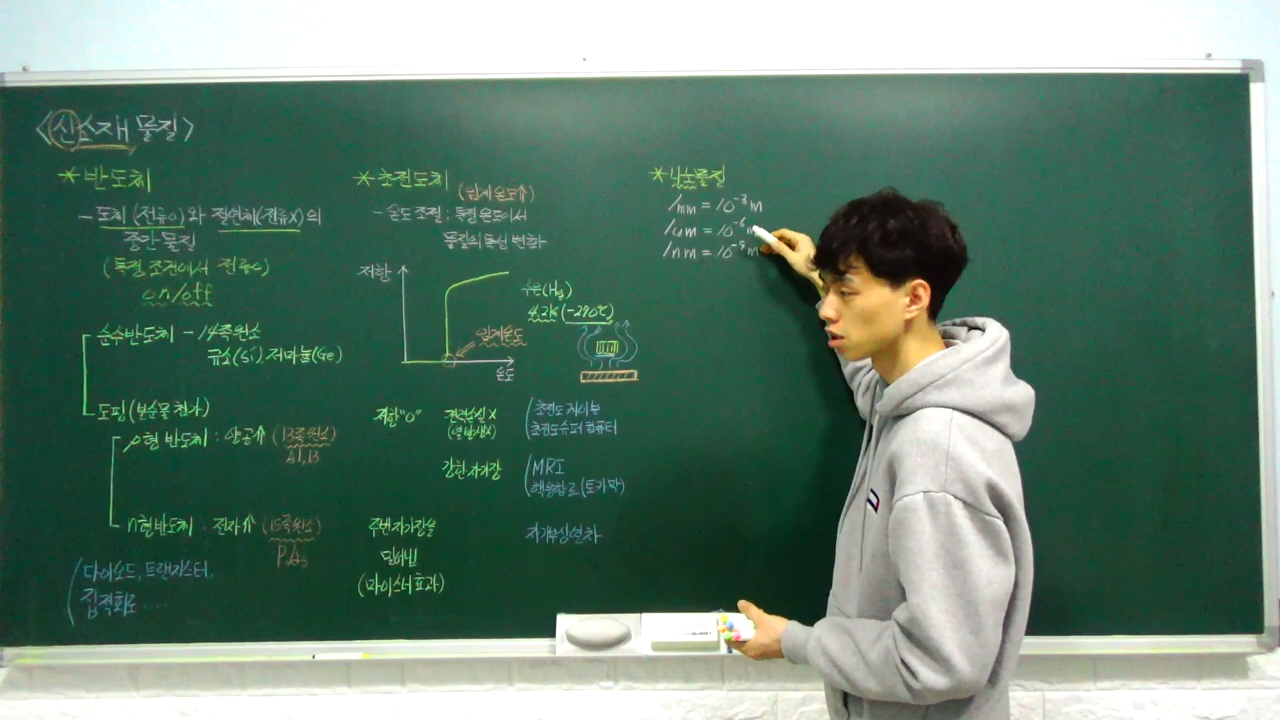 <신소재 물질>
* 반도체
- 도체(전류o)와 절연체(전류X)의
중간 물질
(특정 조건에서 전류o)
on/off
순수반도체 - 14족 원소
규소(Si), 저마늄(Ge)
도핑(불순물 첨가)
p형 반도체 : 양공↑ (13족원소)
Al, B
n형 반도체 : 전자↑ (15족원소)
P, As
다이오드, 트랜지스터,
집적회로 ....
* 초전도체
(임계온도↑)
- 온도 조절 : 특정온도에서
물질의 특성 변화
저항
수은(Hg)
4.2K(-270℃)
임계온도
온도
저항"0"
전력손실X
(열발생X)
초전도 케이블
초전도 슈퍼 컴퓨터
강한 자기장
MRI
핵융합로(토카막)
주변자기장을
밀어냄
(마이스너 효과)
자기부상열차
* 나노물질
1mm = 10⁻³m
1um = 10⁻⁶m
1nm = 10⁻⁹m